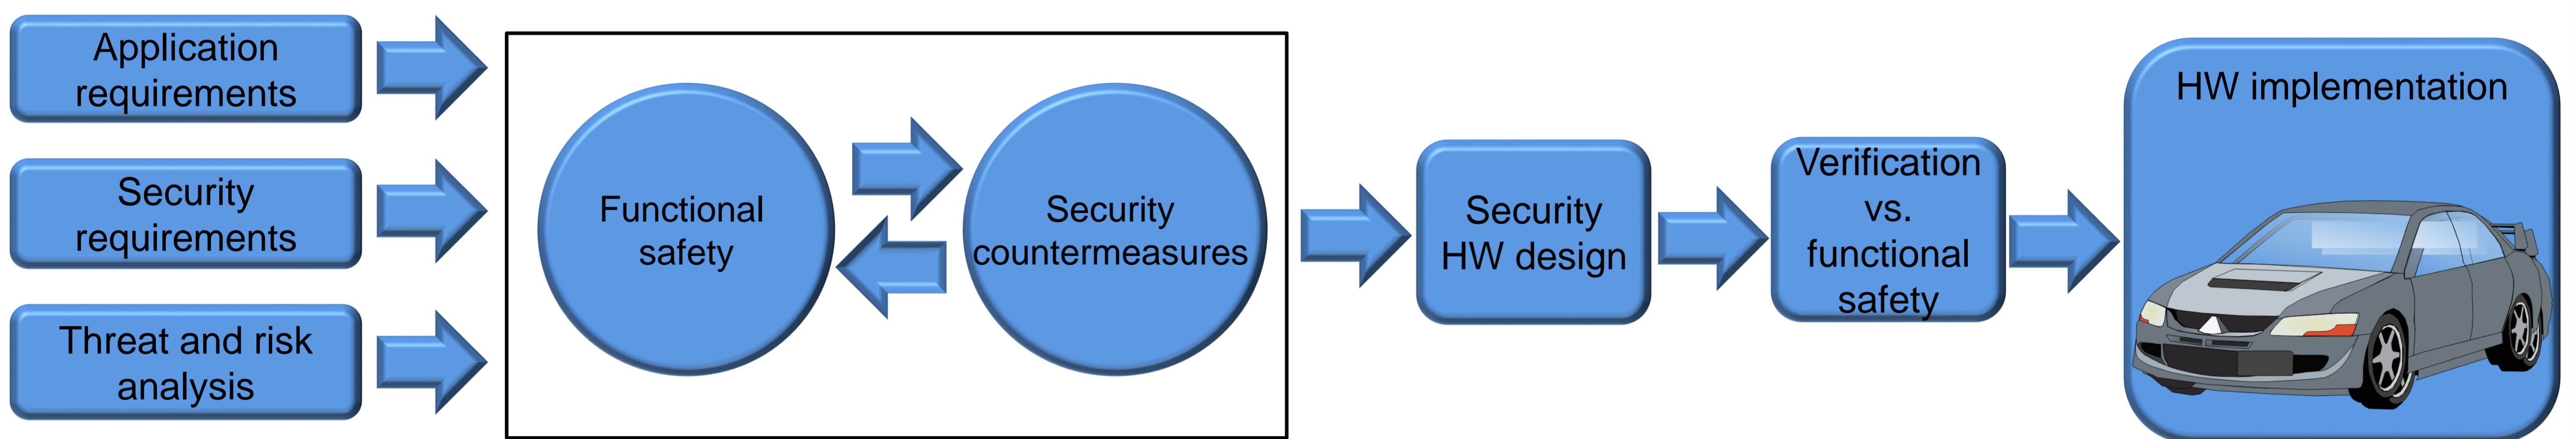 Application
requirements
Security
requirements
Threat and risk
analysis
Functional
safety
Security
countermeasures
Security
HW design
Verification
vs.
functional
safety
HW implementation